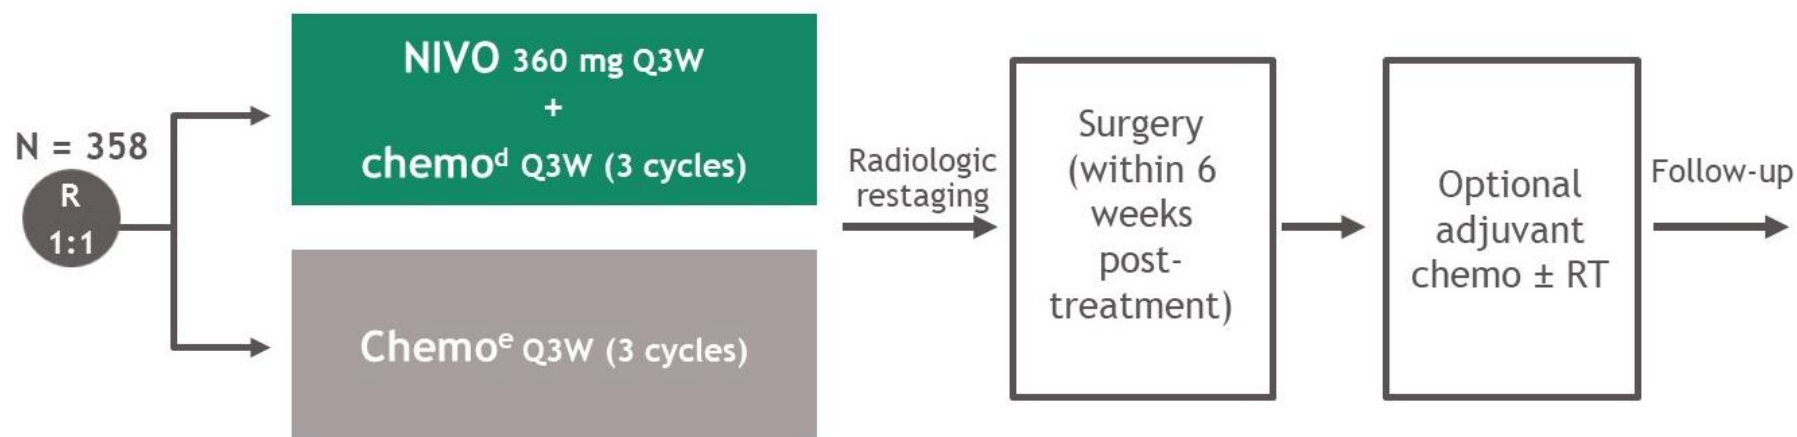 N = 358
R
1:1
NIVO 360 mg Q3W
+
chemoᵈ Q3W (3 cycles)
Chemoᵉ Q3W (3 cycles)
Radiologic
restaging
Surgery
(within 6
weeks
post-
treatment)
Optional
adjuvant
chemo ± RT
Follow-up